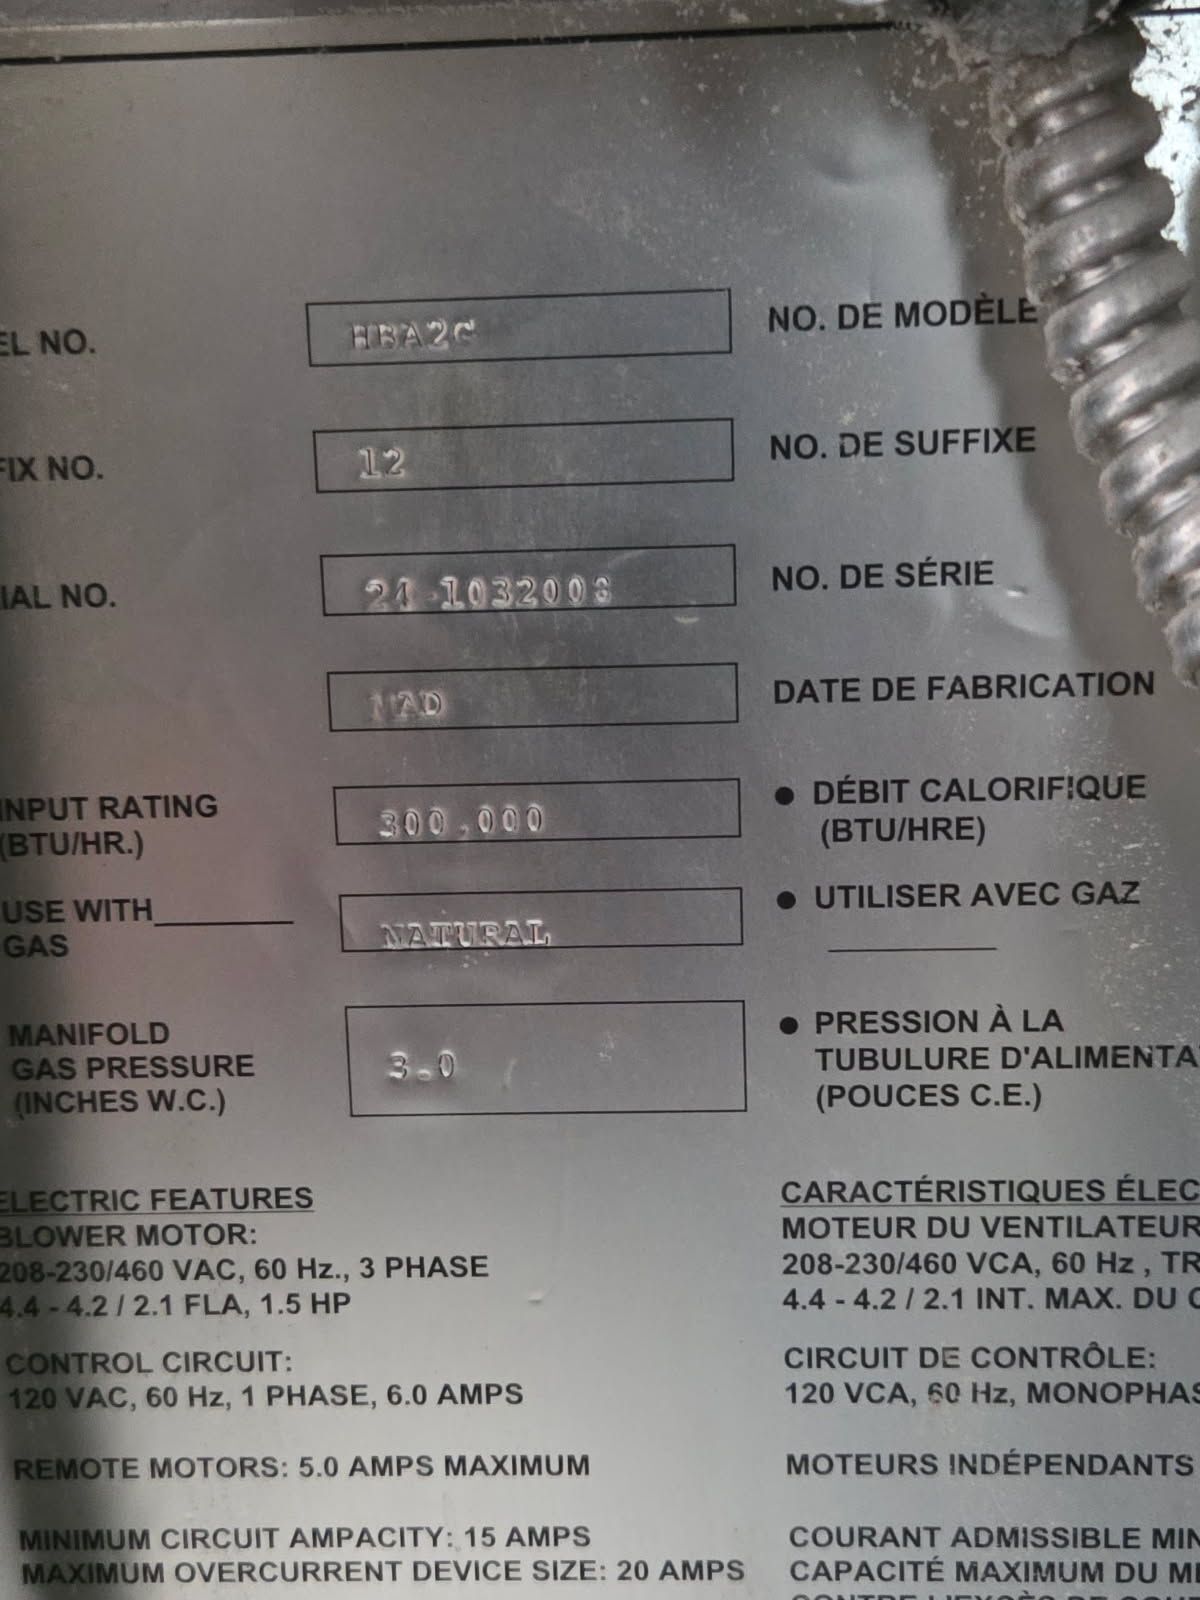 EL NO.
HBA2C
NO. DE MODÈLE
FIX NO.
12
NO. DE SUFFIXE
IAL NO.
NO. DE SÉRIE
DATE DE FABRICATION
INPUT RATING
(BTU/HR.)
300,000
● DÉBIT CALORIFIQUE
(BTU/HRE)
USE WITH______
GAS
NATURAL
● UTILISER AVEC GAZ
______
MANIFOLD
GAS PRESSURE
(INCHES W.C.)
3.0
● PRESSION À LA
TUBULURE D'ALIMENTA
(POUCES C.E.)
ELECTRIC FEATURES
BLOWER MOTOR:
208-230/460 VAC, 60 Hz., 3 PHASE
4.4 - 4.2 / 2.1 FLA, 1.5 HP
CONTROL CIRCUIT:
120 VAC, 60 Hz, 1 PHASE, 6.0 AMPS
REMOTE MOTORS: 5.0 AMPS MAXIMUM
MINIMUM CIRCUIT AMPACITY: 15 AMPS
MAXIMUM OVERCURRENT DEVICE SIZE: 20 AMPS
CARACTÉRISTIQUES ÉLEC
MOTEUR DU VENTILATEUR
208-230/460 VCA, 60 Hz , TR
4.4 - 4.2 / 2.1 INT. MAX. DU C
CIRCUIT DE CONTRÔLE:
120 VCA, 60 Hz, MONOPHAS
MOTEURS INDÉPENDANTS
COURANT ADMISSIBLE MIN
CAPACITÉ MAXIMUM DU M